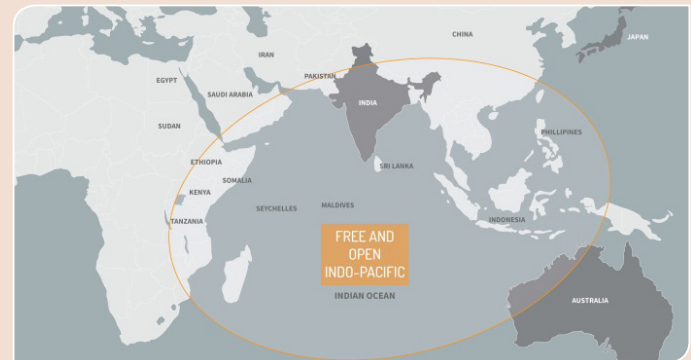 CHINA
JAPAN
IRAN
PAKISTAN
EGYPT
SAUDI ARABIA
INDIA
SUDAN
PHILLIPINES
ETHIOPIA
SRI LANKA
SOMALIA
KENYA
SEYCHELLES
MALDIVES
TANZANIA
INDONESIA
FREE AND
OPEN
INDO-PACIFIC
INDIAN OCEAN
AUSTRALIA